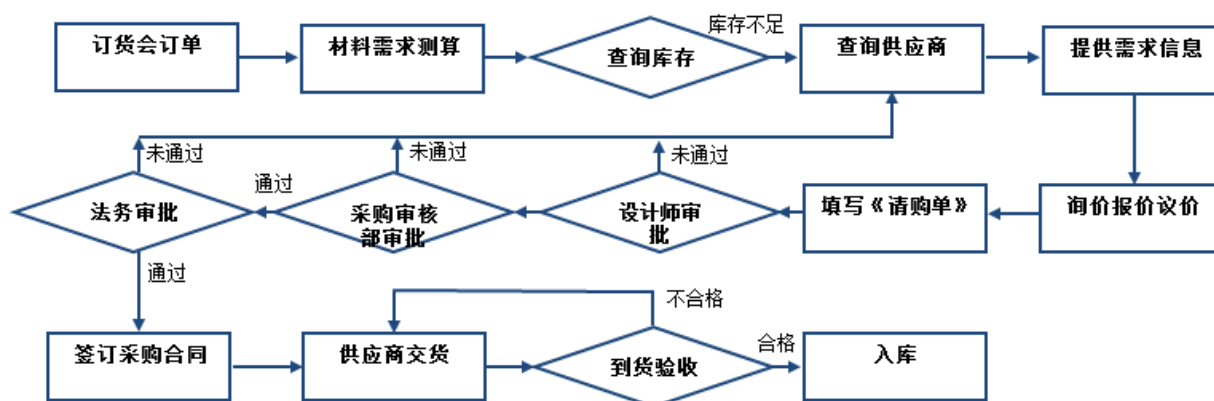 订货会订单
材料需求测算
查询库存
库存不足
查询供应商
提供需求信息
未通过
未通过
未通过
法务审批
通过
采购审核
部审批
设计师审
批
填写《请购单》
询价报价议价
通过
不合格
签订采购合同
供应商交货
到货验收
合格
入库